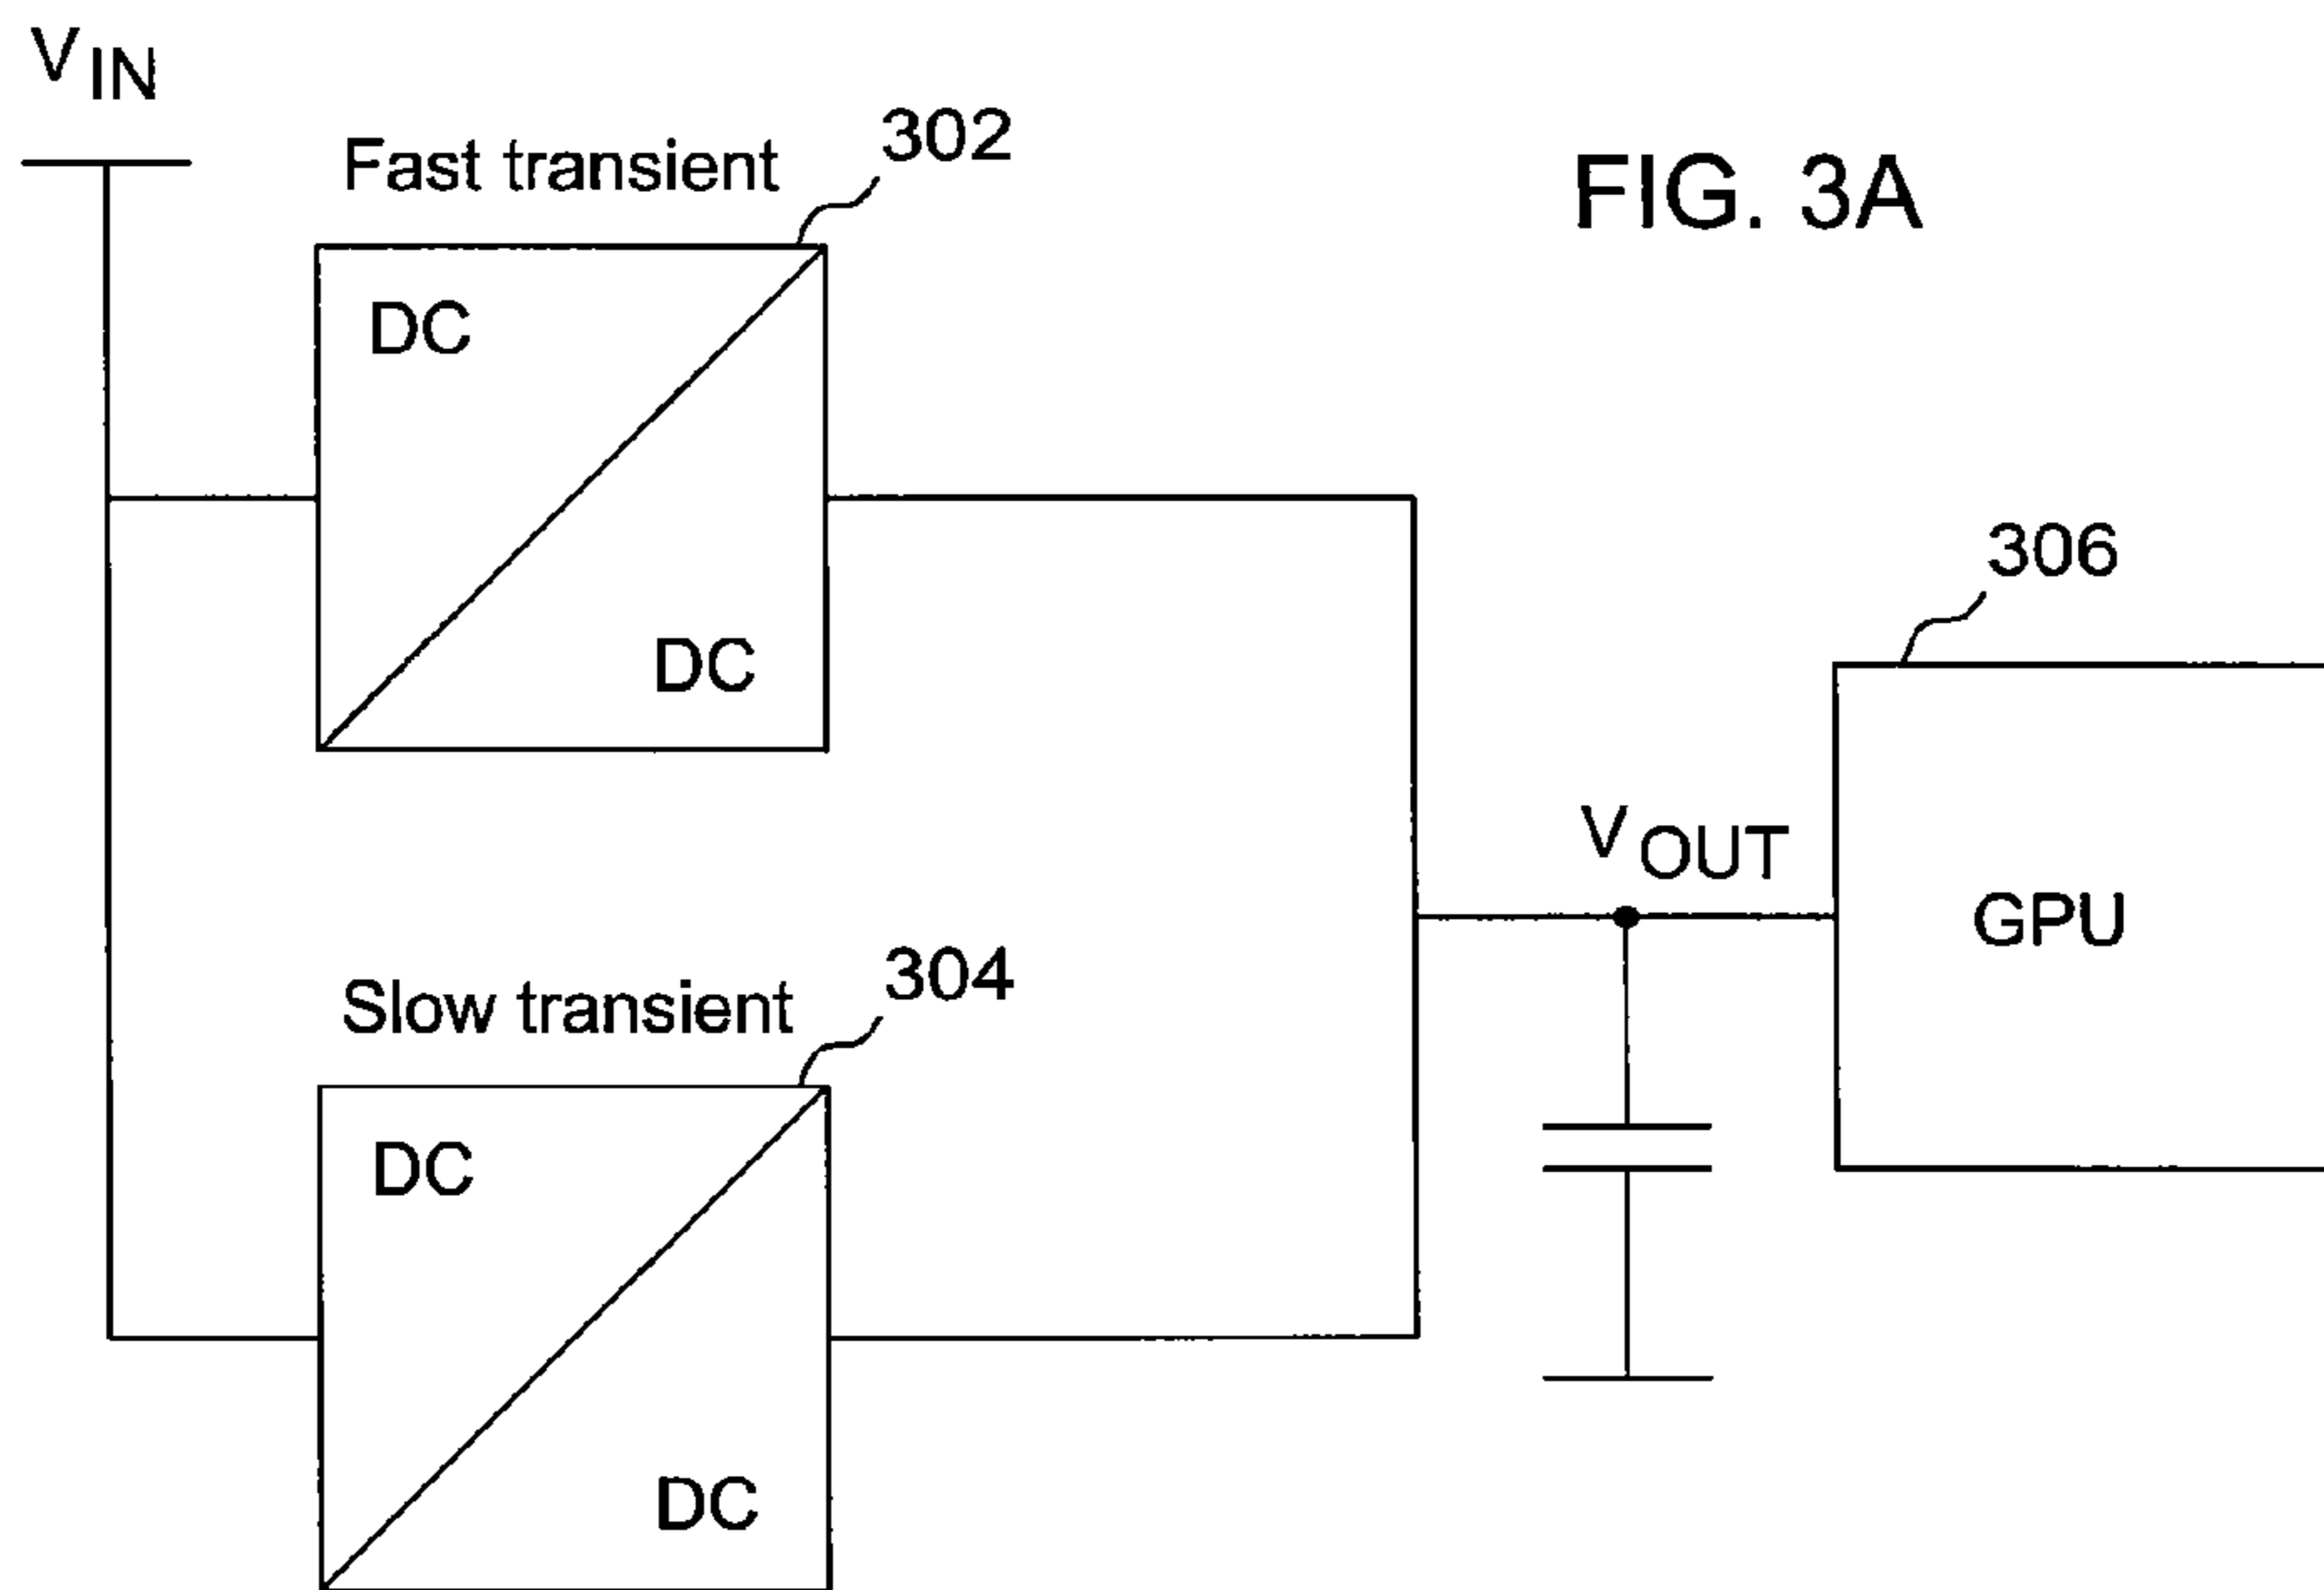 VIN
Fast transient
302
FIG. 3A
DC
DC
306
VOUT
GPU
Slow transient
304
DC
DC